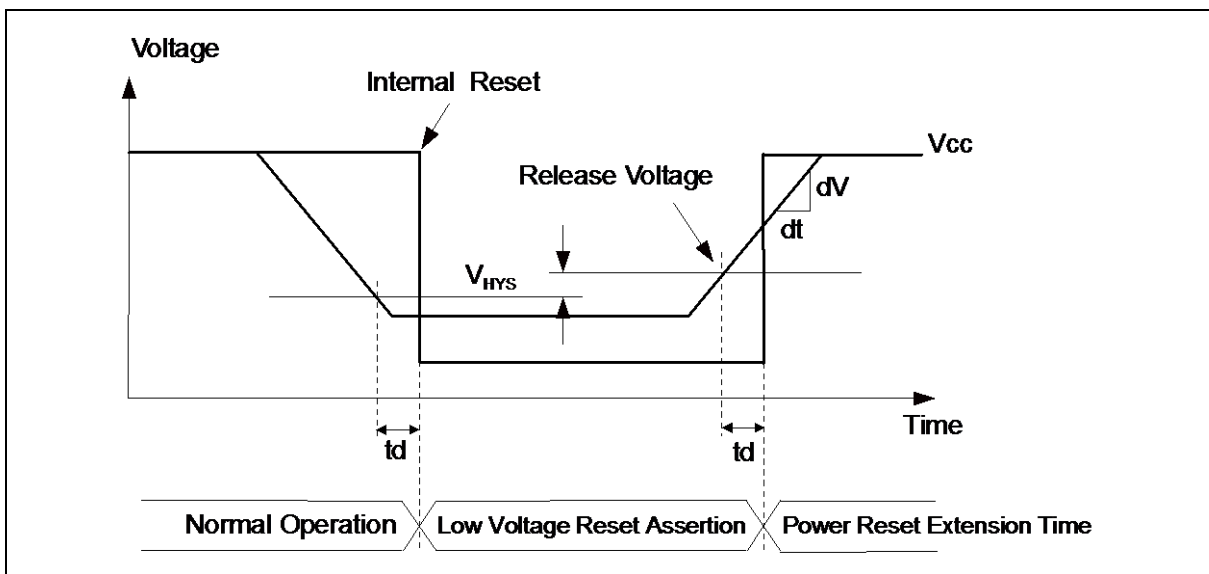 Voltage
Internal Reset
Vcc
Release Voltage
dV
dt
VHYS
Time
td
td
Normal Operation
Low Voltage Reset Assertion
Power Reset Extension Time